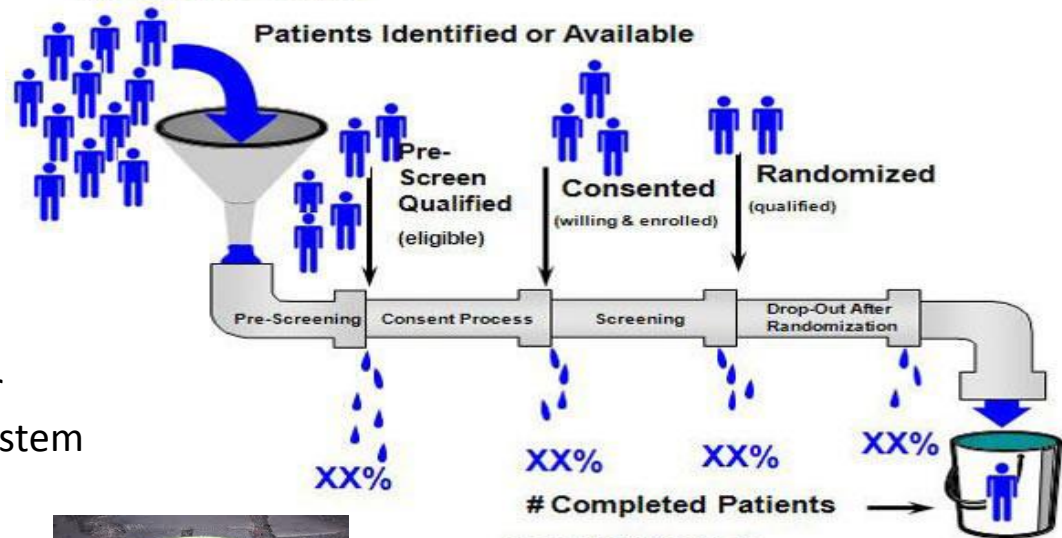 Patients Identified or Available
Pre-
Screen
Qualified
(eligible)
Consented
(willing & enrolled)
Randomized
(qualified)
Pre-Screening
Consent Process
Screening
Drop-Out After
Randomization
stem
XX%
XX%
XX%
XX%
# Completed Patients